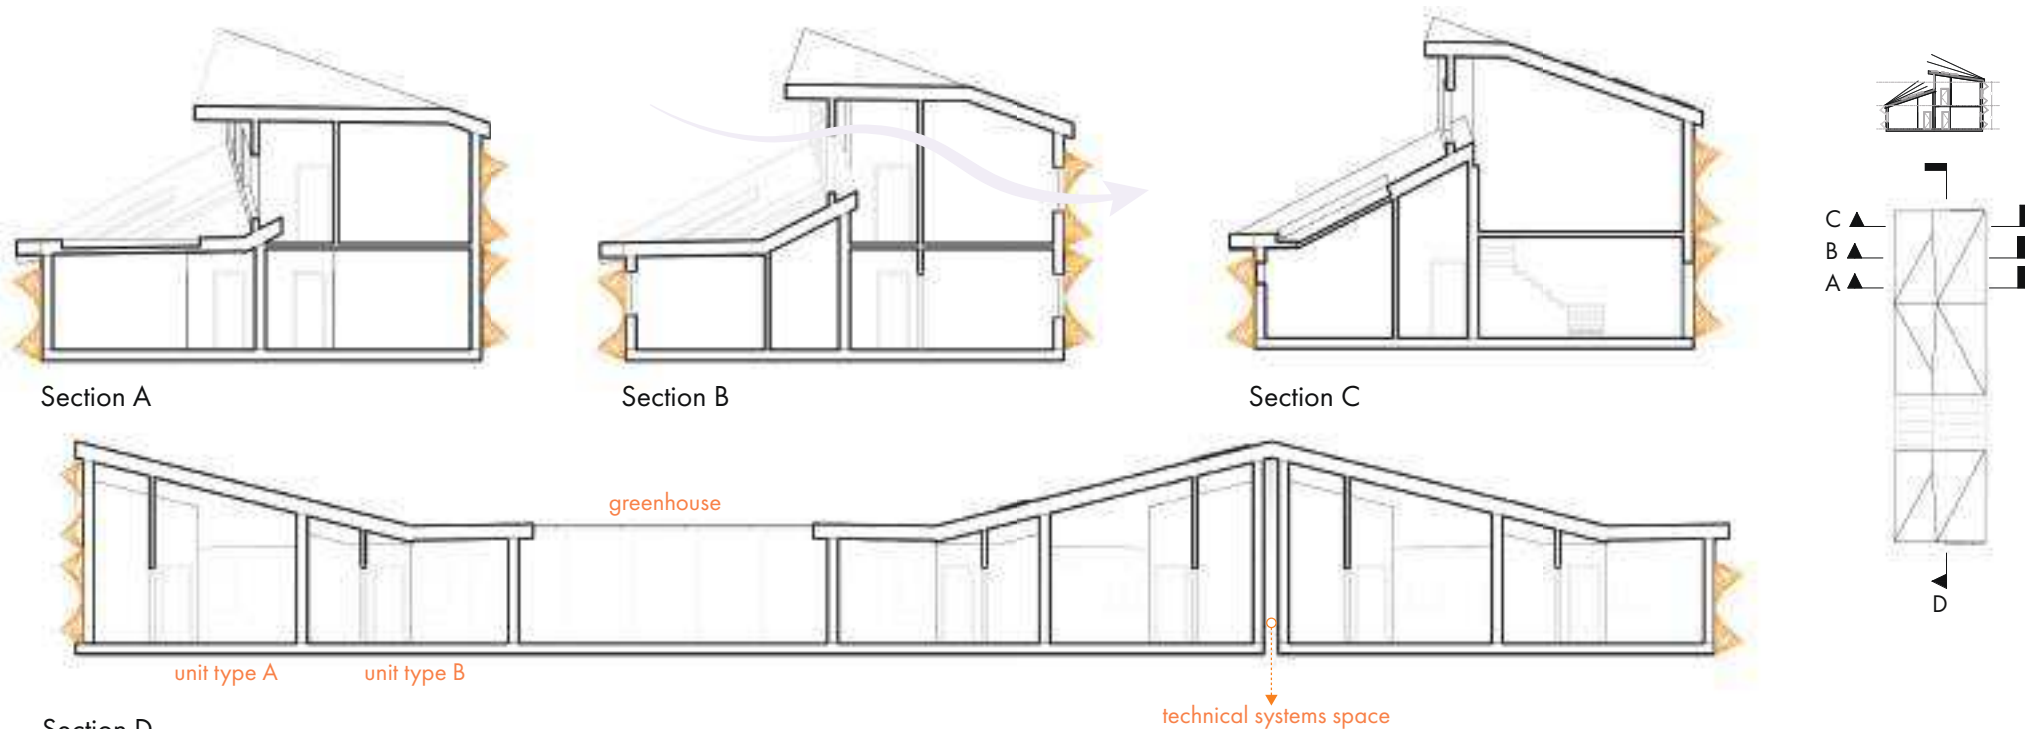 Section A
Section B
Section C
greenhouse
unit type A
unit type B
technical systems space
Section D
C
B
A
D